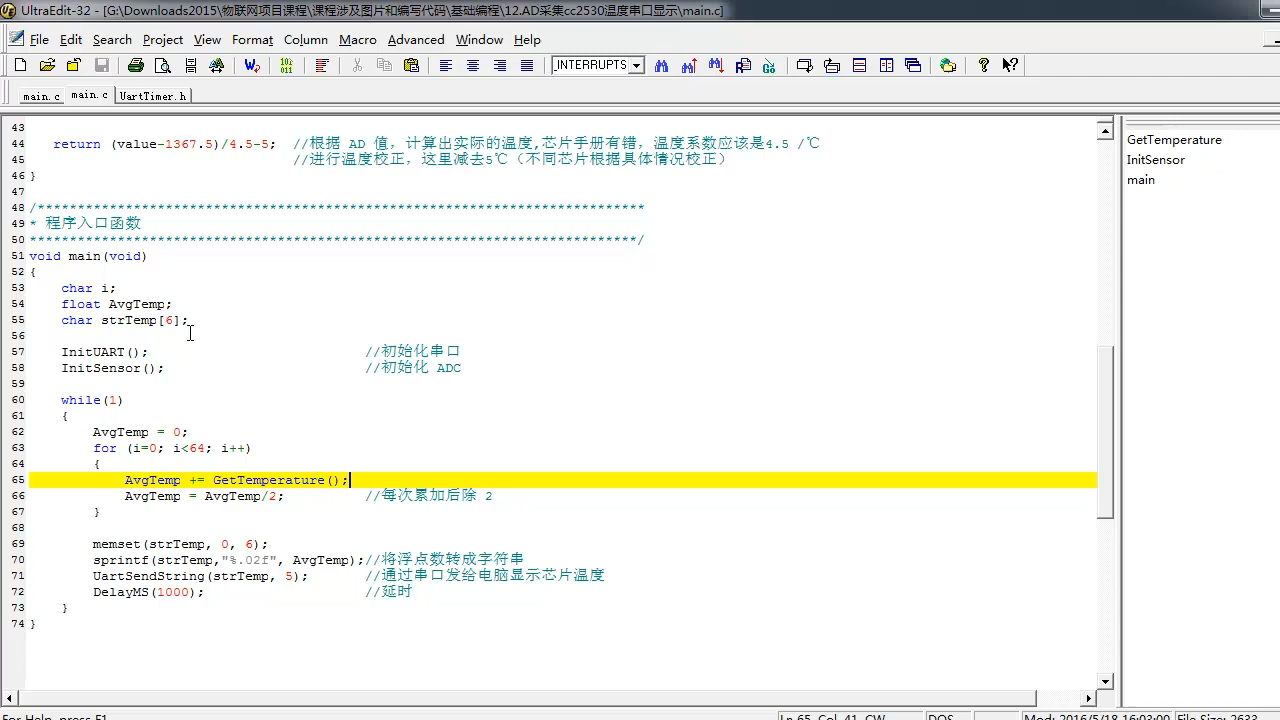 UltraEdit-32 - [G:\Downloads2015\物联网项目课程\课程涉及图片和编写代码\基础编程\12.AD采集cc2530温度串口显示\main.c]
File Edit Search Project View Format Column Macro Advanced Window Help
INTERRUPTS
main.c main.c UartTimer.h
43
44 return (value-1367.5)/4.5-5; //根据 AD 值，计算出实际的温度,芯片手册有错，温度系数应该是4.5 /℃
45 //进行温度校正，这里减去5℃（不同芯片根据具体情况校正）
46 }
47
48 /****************************************************************************
49 * 程序入口函数
50 ****************************************************************************/
51 void main(void)
52 {
53 char i;
54 float AvgTemp;
55 char strTemp[6];
56
57 InitUART(); //初始化串口
58 InitSensor(); //初始化 ADC
59
60 while(1)
61 {
62 AvgTemp = 0;
63 for (i=0; i<64; i++)
64 {
65 AvgTemp += GetTemperature();
66 AvgTemp = AvgTemp/2; //每次累加后除 2
67 }
68
69 memset(strTemp, 0, 6);
70 sprintf(strTemp,"%.02f", AvgTemp);//将浮点数转成字符串
71 UartSendString(strTemp, 5); //通过串口发给电脑显示芯片温度
72 DelayMS(1000); //延时
73 }
74 }
GetTemperature
InitSensor
main
For Help, press F1 Ln 65, Col. 41, CW DOS Mod: 2016/5/18 16:03:00 File Size: 2633